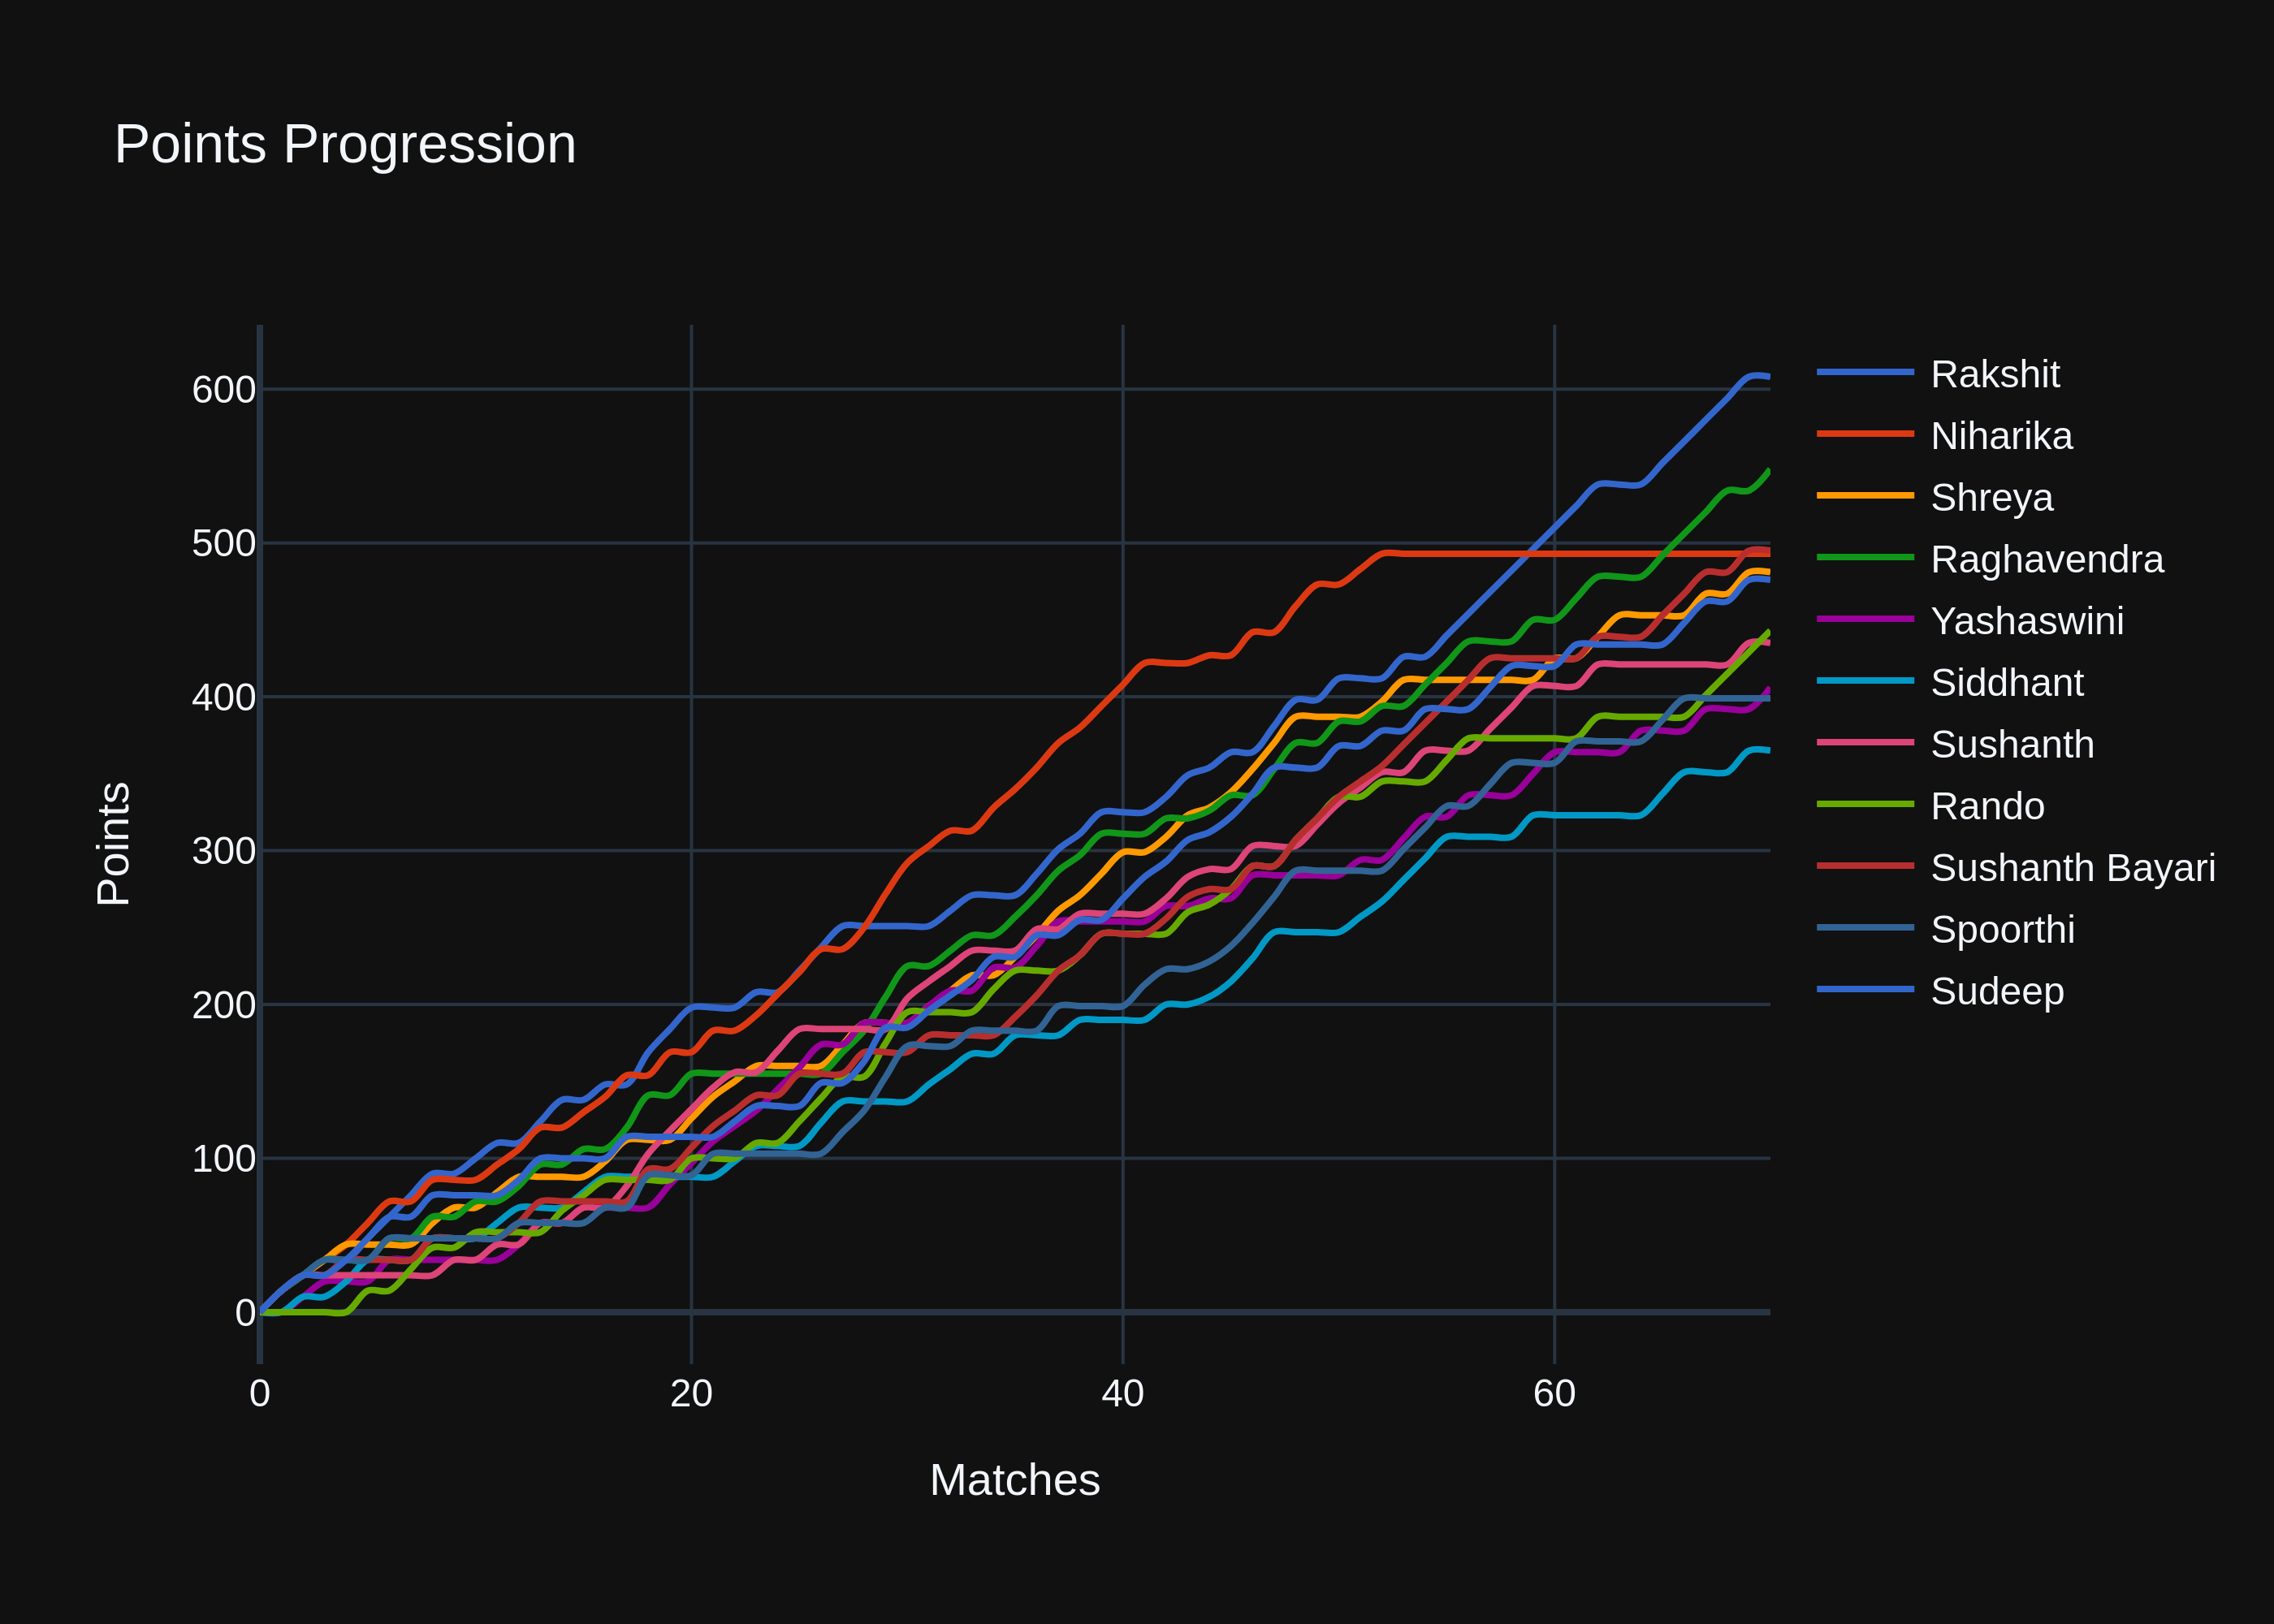 Points Progression
600
500
400
300
200
100
0
0
20
40
60
Points
Matches
Rakshit
Niharika
Shreya
Raghavendra
Yashaswini
Siddhant
Sushanth
Rando
Sushanth Bayari
Spoorthi
Sudeep